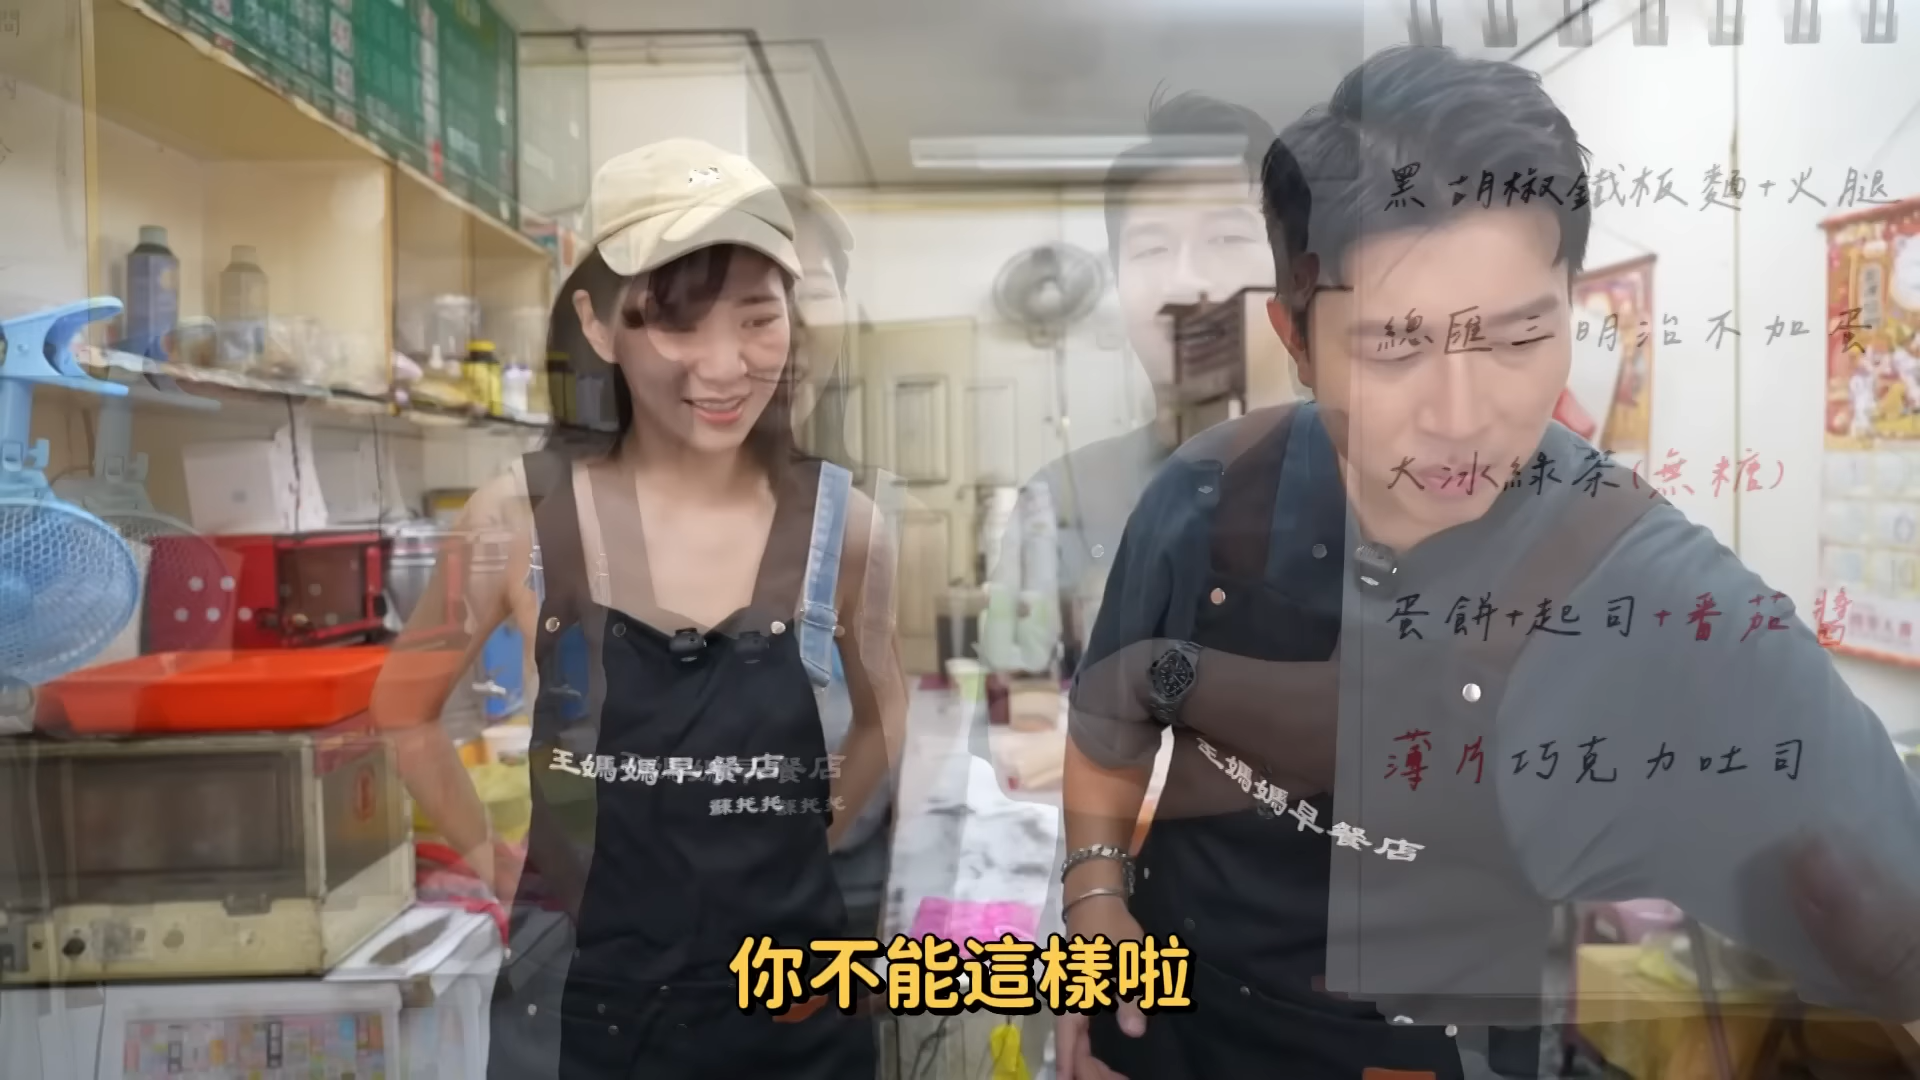 黑胡椒鐵板麵+火腿
總匯三明治不加蛋
大冰綠茶(無糖)
蛋餅+起司+番茄醬
薄片巧克力吐司
王媽媽早餐店
蘇托托
王媽媽早餐店
你不能這樣啦